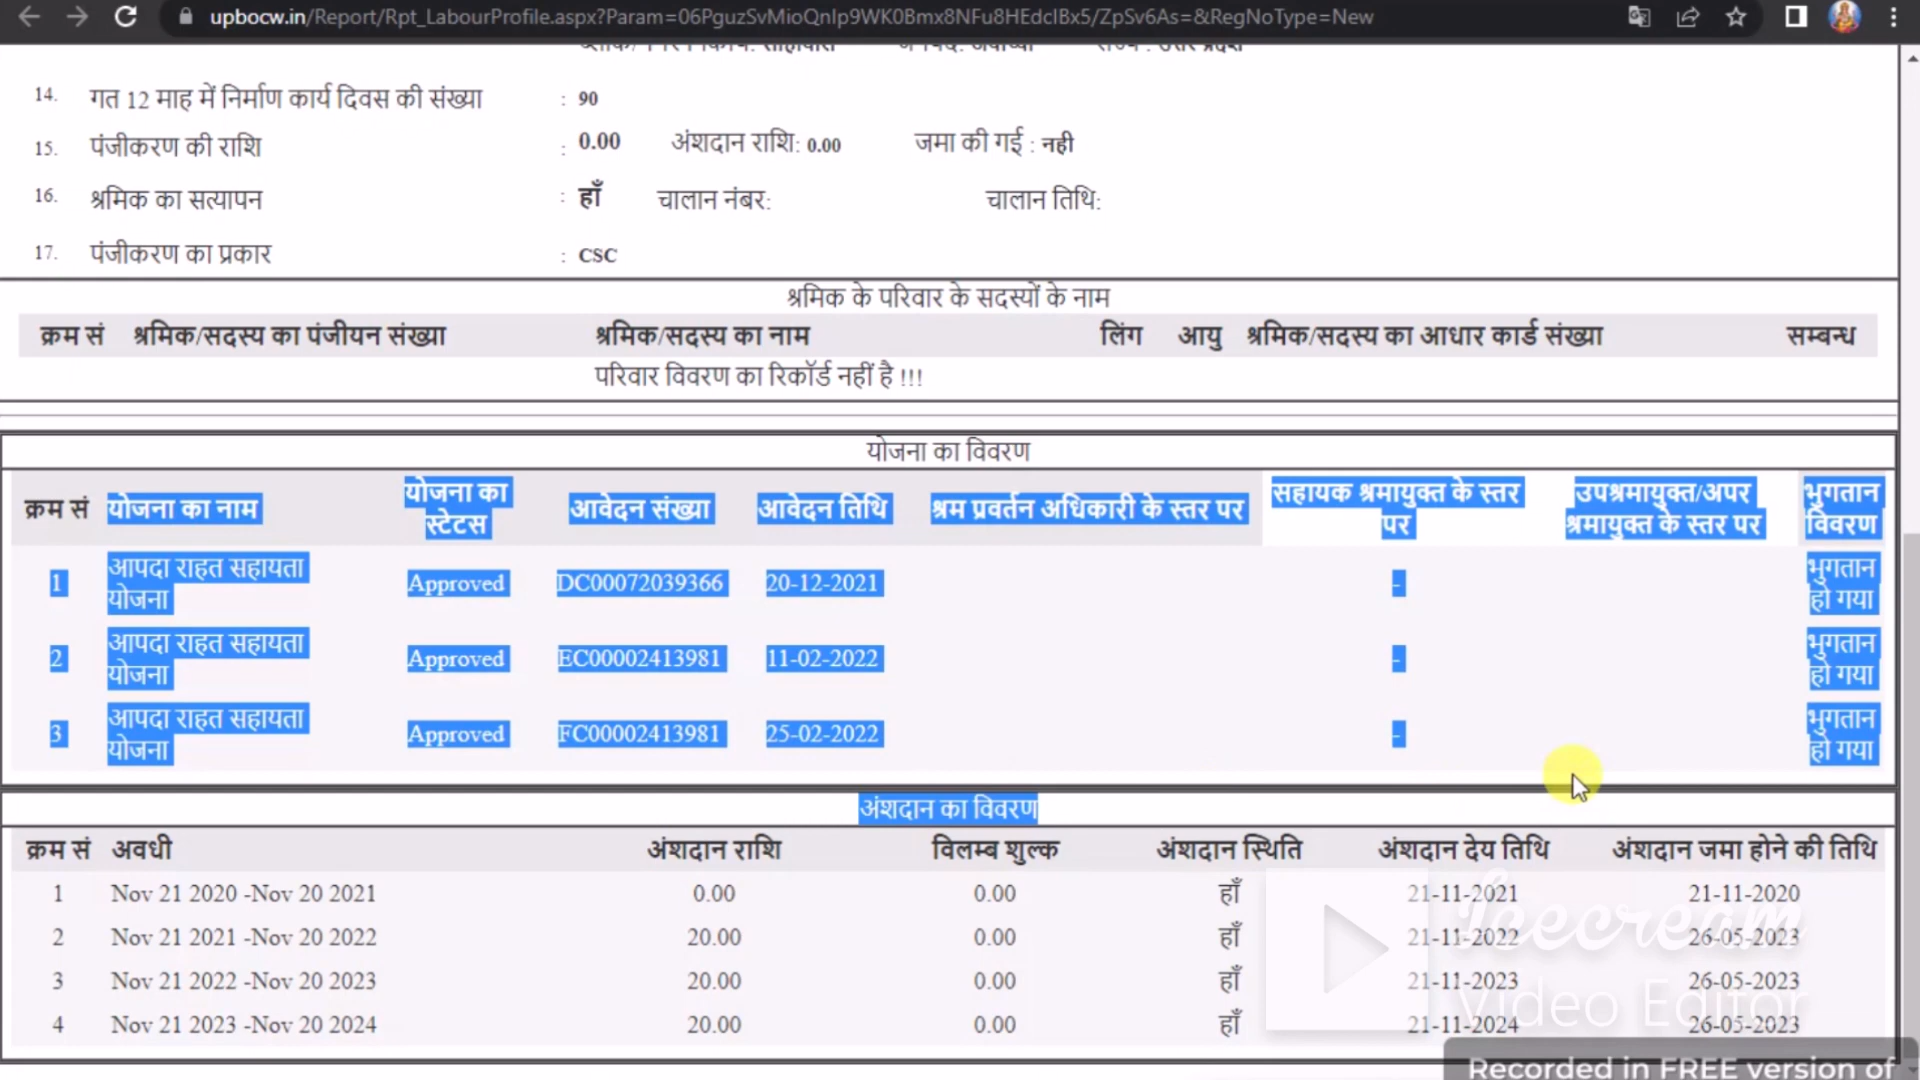 upbocw.in/Report/Rpt_LabourProfile.aspx?Param=06PguzSvMioQnlp9WK0Bmx8NFu8HEdclBx5/ZpSv6As=&RegNoType=New
14. गत 12 माह में निर्माण कार्य दिवस की संख्या : 90
15. पंजीकरण की राशि : 0.00 अंशदान राशि: 0.00 जमा की गई : नही
16. श्रमिक का सत्यापन : हाँ चालान नंबर: चालान तिथि:
17. पंजीकरण का प्रकार : CSC
श्रमिक के परिवार के सदस्यों के नाम
क्रम सं श्रमिक/सदस्य का पंजीयन संख्या श्रमिक/सदस्य का नाम लिंग आयु श्रमिक/सदस्य का आधार कार्ड संख्या सम्बन्ध
परिवार विवरण का रिकॉर्ड नहीं है !!!
योजना का विवरण
क्रम सं योजना का नाम योजना का स्टेटस आवेदन संख्या आवेदन तिथि श्रम प्रवर्तन अधिकारी के स्तर पर सहायक श्रमायुक्त के स्तर पर उपश्रमायुक्त/अपर श्रमायुक्त के स्तर पर भुगतान विवरण
1 आपदा राहत सहायता योजना Approved DC00072039366 20-12-2021 - भुगतान हो गया
2 आपदा राहत सहायता योजना Approved EC00002413981 11-02-2022 - भुगतान हो गया
3 आपदा राहत सहायता योजना Approved FC00002413981 25-02-2022 - भुगतान हो गया
अंशदान का विवरण
क्रम सं अवधी अंशदान राशि विलम्ब शुल्क अंशदान स्थिति अंशदान देय तिथि अंशदान जमा होने की तिथि
1 Nov 21 2020 -Nov 20 2021 0.00 0.00 हाँ 21-11-2021 21-11-2020
2 Nov 21 2021 -Nov 20 2022 20.00 0.00 हाँ 21-11-2022 26-05-2023
3 Nov 21 2022 -Nov 20 2023 20.00 0.00 हाँ 21-11-2023 26-05-2023
4 Nov 21 2023 -Nov 20 2024 20.00 0.00 हाँ 21-11-2024 26-05-2023
Icecream
Video Editor
Recorded in FREE version of